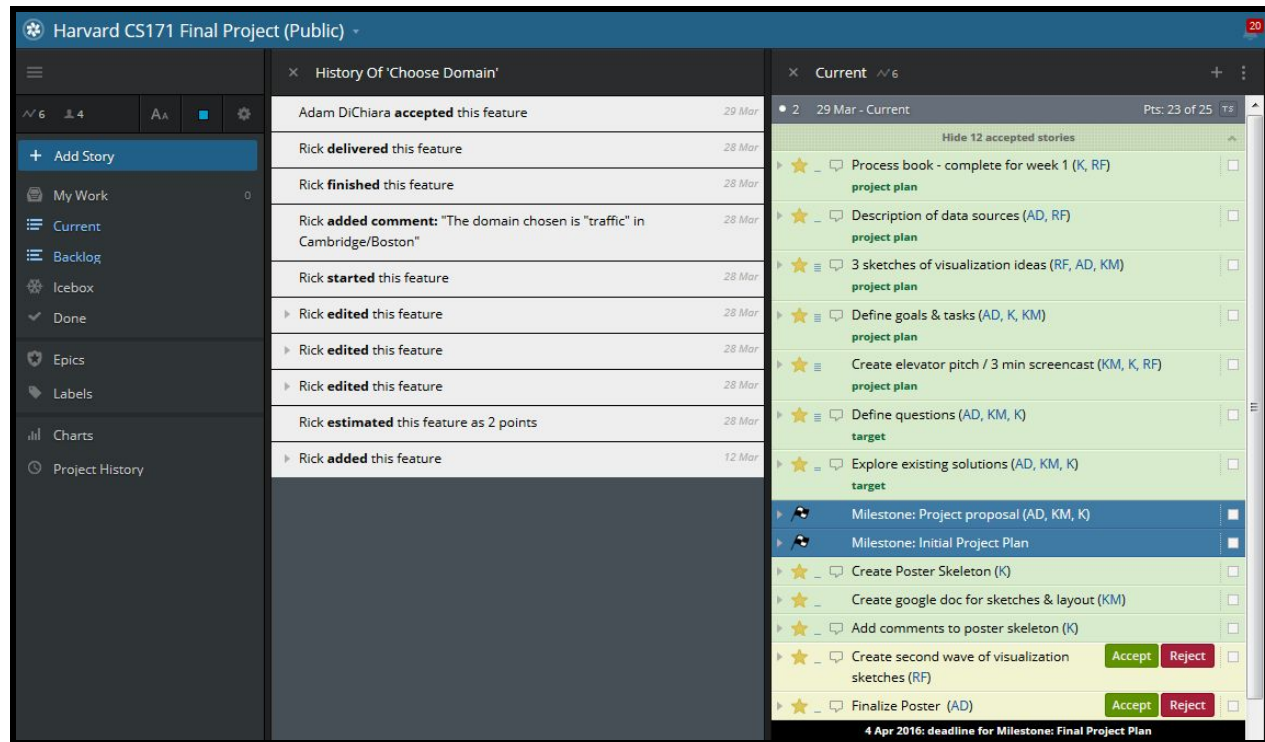 Harvard CS171 Final Project (Public)
20
6 4 AA
+ Add Story
My Work 0
Current
Backlog
Icebox
Done
Epics
Labels
Charts
Project History
× History Of 'Choose Domain'
Adam DiChiara accepted this feature 29 Mar
Rick delivered this feature 28 Mar
Rick finished this feature 28 Mar
Rick added comment: "The domain chosen is "traffic" in 28 Mar
Cambridge/Boston"
Rick started this feature 28 Mar
Rick edited this feature 28 Mar
Rick edited this feature 28 Mar
Rick edited this feature 28 Mar
Rick estimated this feature as 2 points 28 Mar
Rick added this feature 12 Mar
× Current 6 +
2 29 Mar - Current Pts: 23 of 25 TS
Hide 12 accepted stories
Process book - complete for week 1 (K, RF)
project plan
Description of data sources (AD, RF)
project plan
3 sketches of visualization ideas (RF, AD, KM)
project plan
Define goals & tasks (AD, K, KM)
project plan
Create elevator pitch / 3 min screencast (KM, K, RF)
project plan
Define questions (AD, KM, K)
target
Explore existing solutions (AD, KM, K)
target
Milestone: Project proposal (AD, KM, K)
Milestone: Initial Project Plan
Create Poster Skeleton (K)
Create google doc for sketches & layout (KM)
Add comments to poster skeleton (K)
Create second wave of visualization Accept Reject
sketches (RF)
Finalize Poster (AD) Accept Reject
4 Apr 2016: deadline for Milestone: Final Project Plan